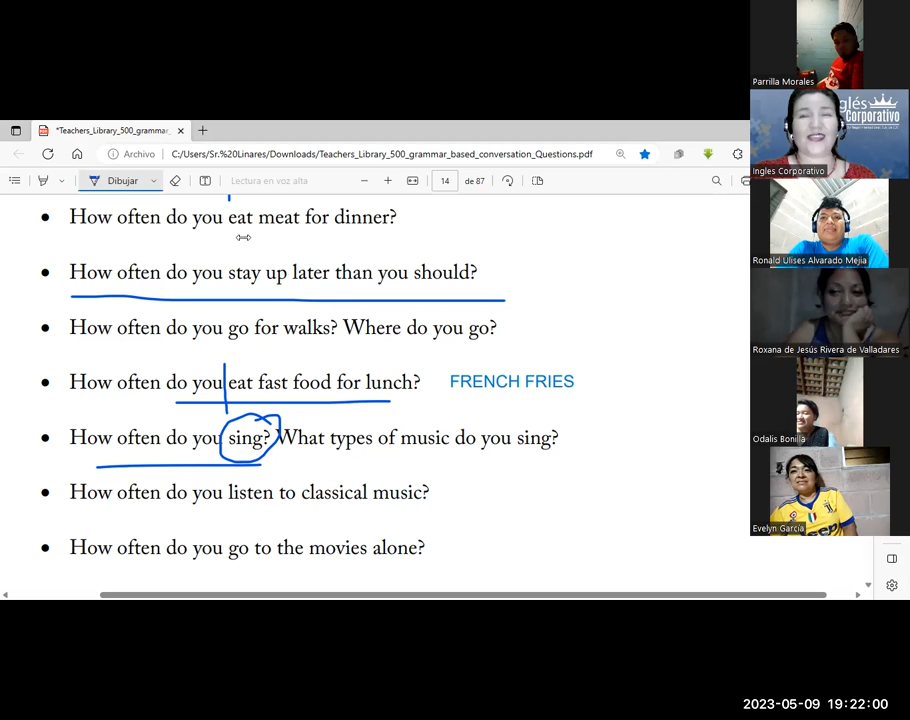 Parrilla Morales
*Teachers_Library_500_grammar_
Archivo
C:/Users/Sr.%20Linares/Downloads/Teachers_Library_500_grammar_based_conversation_Questions.pdf
Dibujar
Lectura en voz alta
14
de 87
glés
Corporativo
Ingles Corporativo
How often do you eat meat for dinner?
How often do you stay up later than you should?
Ronald Ulises Alvarado Mejia
How often do you go for walks? Where do you go?
Roxana de Jesús Rivera de Valladares
How often do you eat fast food for lunch? FRENCH FRIES
How often do you sing? What types of music do you sing?
Odalis Bonilla
How often do you listen to classical music?
Evelyn García
How often do you go to the movies alone?
2023-05-09 19:22:00